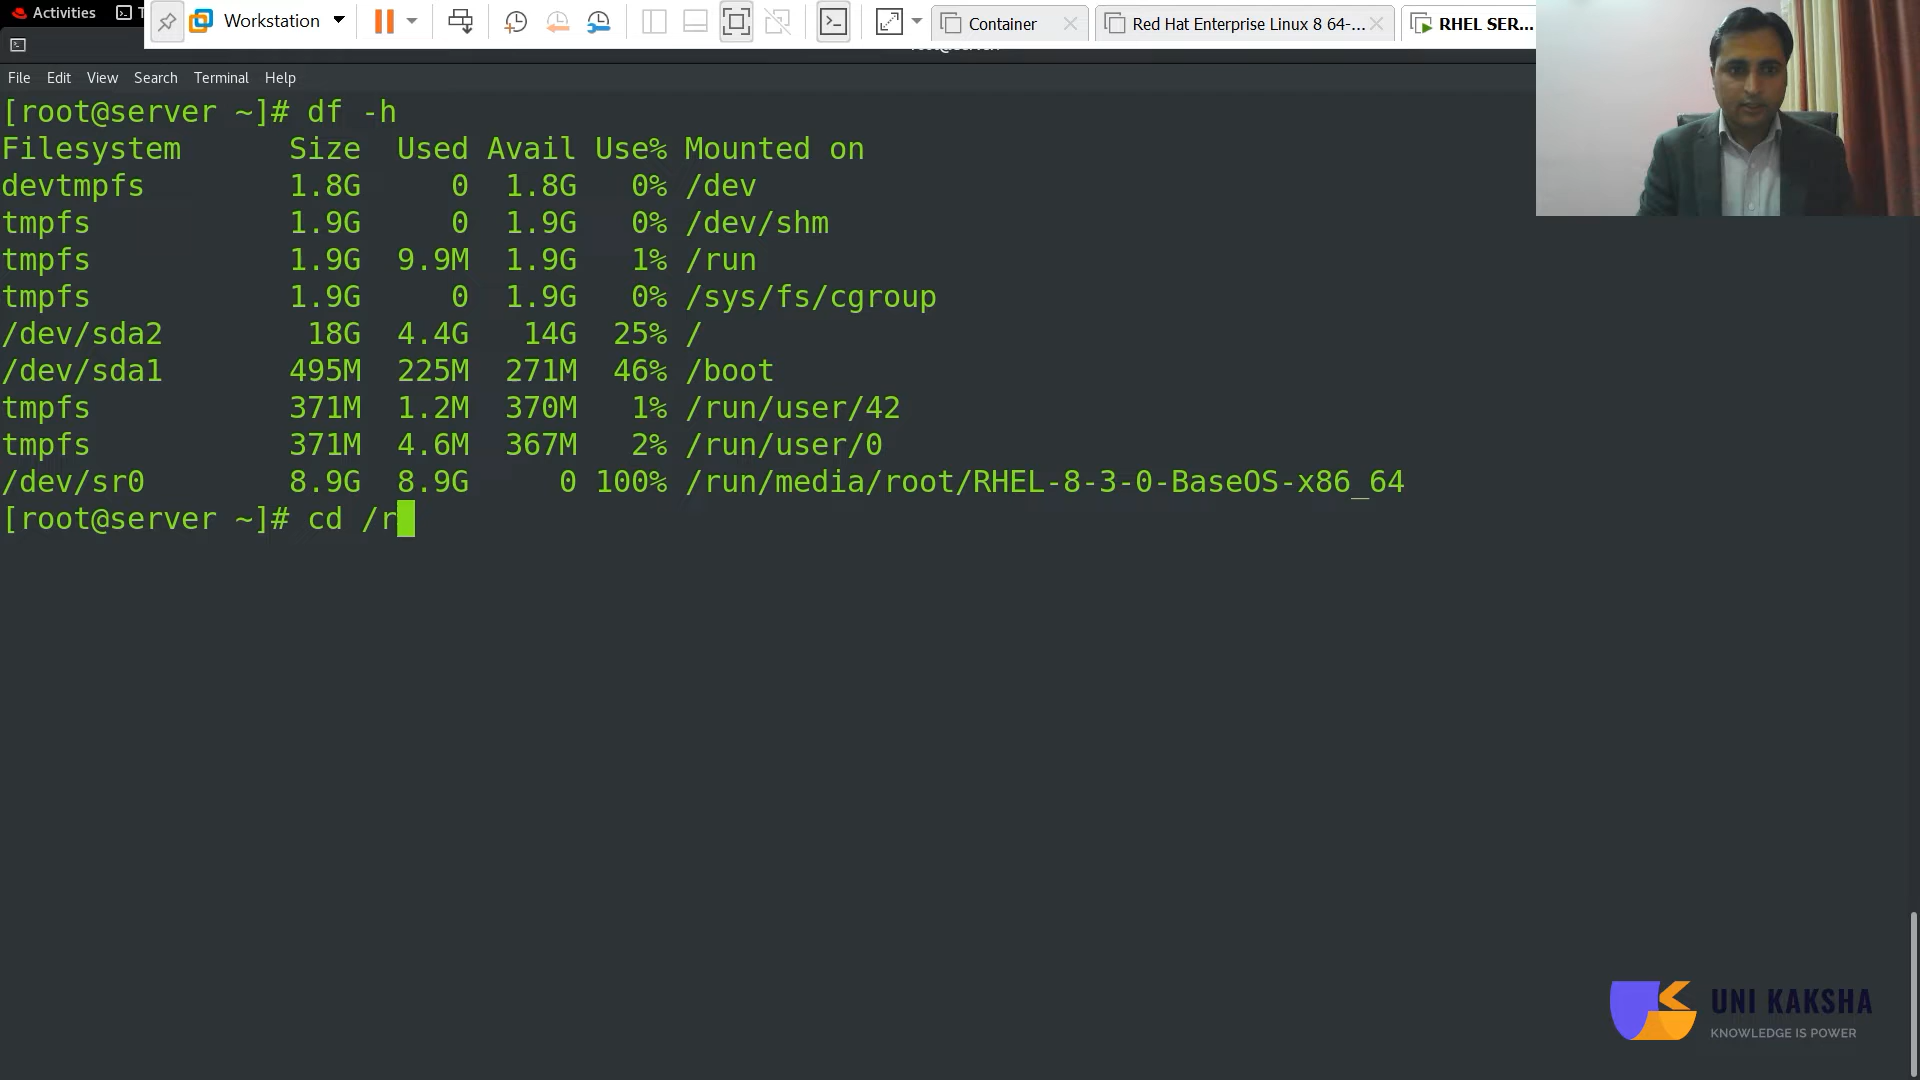 Activities
Workstation
Container
Red Hat Enterprise Linux 8 64-...
RHEL SER...
File Edit View Search Terminal Help
[root@server ~]# df -h
Filesystem Size Used Avail Use% Mounted on
devtmpfs 1.8G 0 1.8G 0% /dev
tmpfs 1.9G 0 1.9G 0% /dev/shm
tmpfs 1.9G 9.9M 1.9G 1% /run
tmpfs 1.9G 0 1.9G 0% /sys/fs/cgroup
/dev/sda2 18G 4.4G 14G 25% /
/dev/sda1 495M 225M 271M 46% /boot
tmpfs 371M 1.2M 370M 1% /run/user/42
tmpfs 371M 4.6M 367M 2% /run/user/0
/dev/sr0 8.9G 8.9G 0 100% /run/media/root/RHEL-8-3-0-BaseOS-x86_64
[root@server ~]# cd /r
UNI KAKSHA
KNOWLEDGE IS POWER